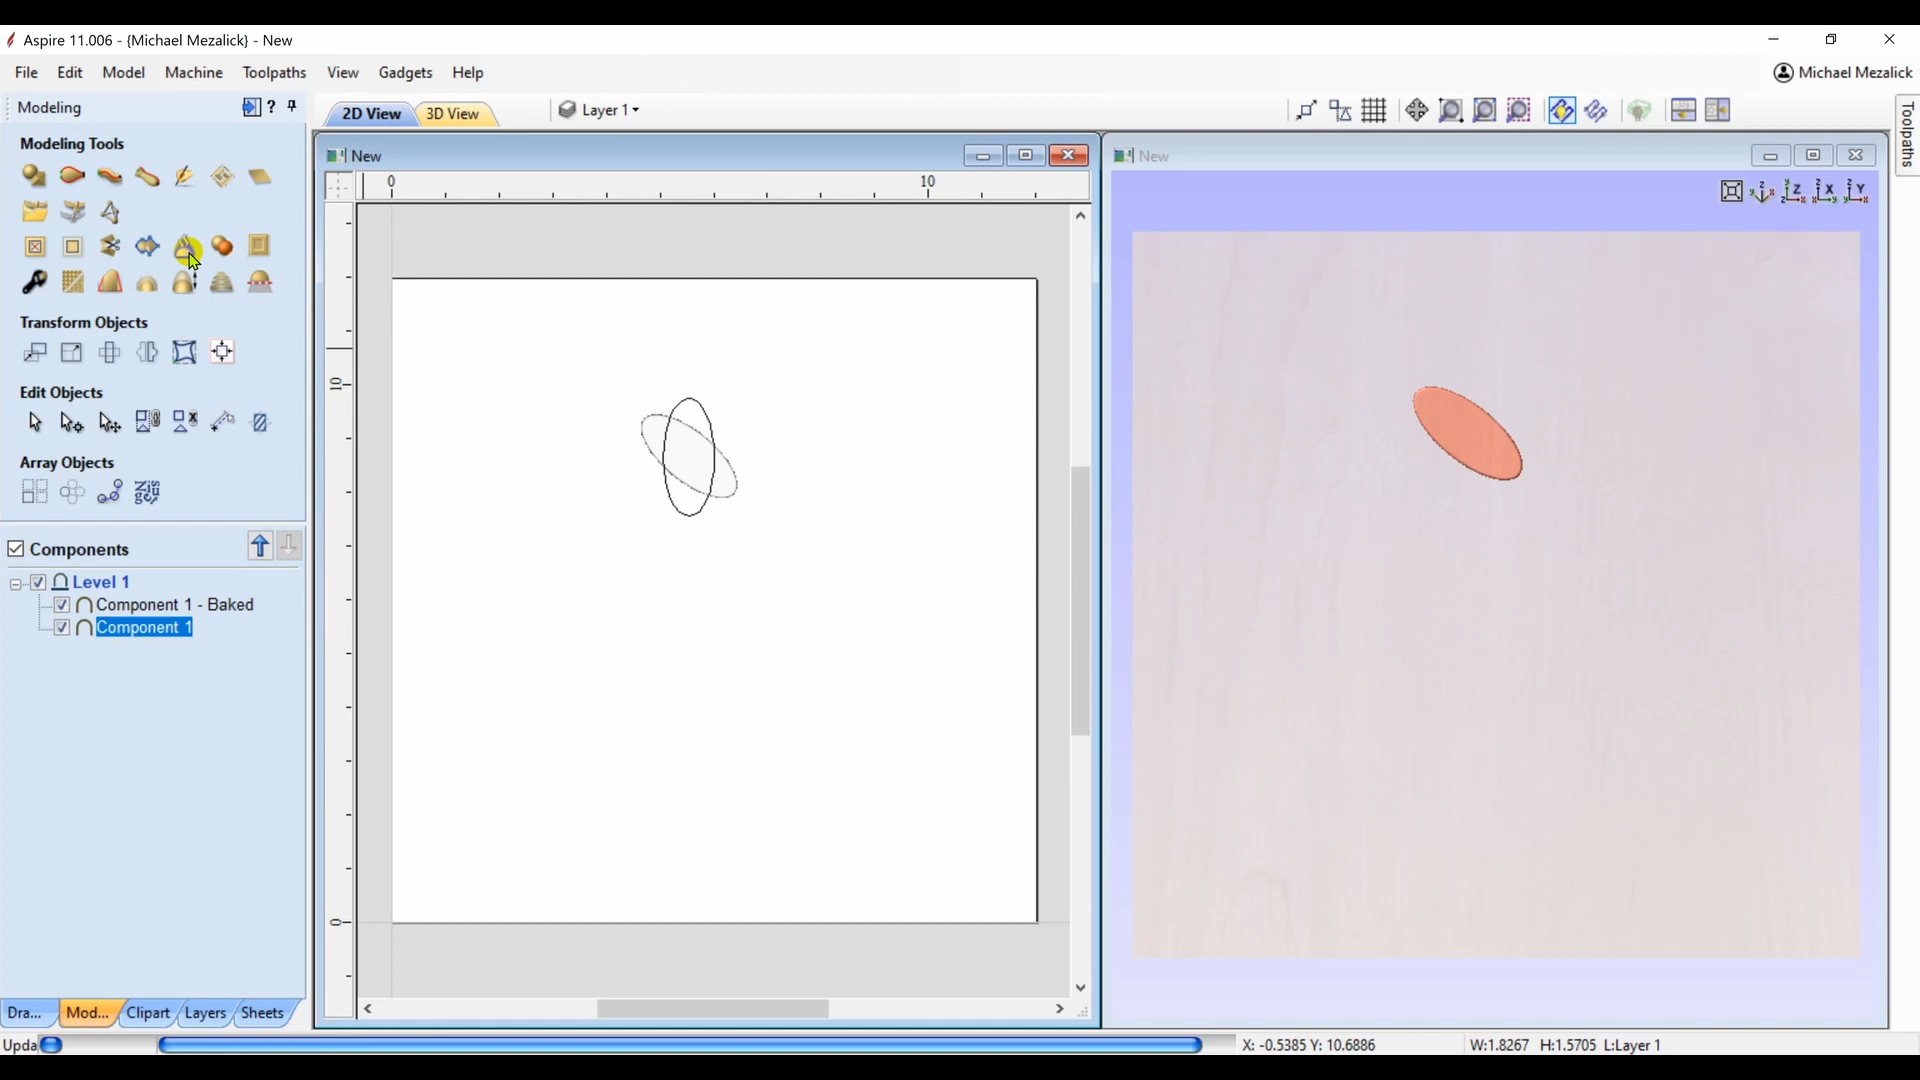 Aspire 11.006 - {Michael Mezalick} - New
File Edit Model Machine Toolpaths View Gadgets Help
Michael Mezalick
Modeling ?
2D View 3D View Layer 1
Toolpaths
Modeling Tools
New
New
0 10
Z X Y
10
0
Transform Objects
Edit Objects
Array Objects
Components
Level 1
Component 1 - Baked
Component 1
Dra... Mod... Clipart Layers Sheets
Upda
X: -0.5385 Y: 10.6886
W:1.8267 H:1.5705 L:Layer 1